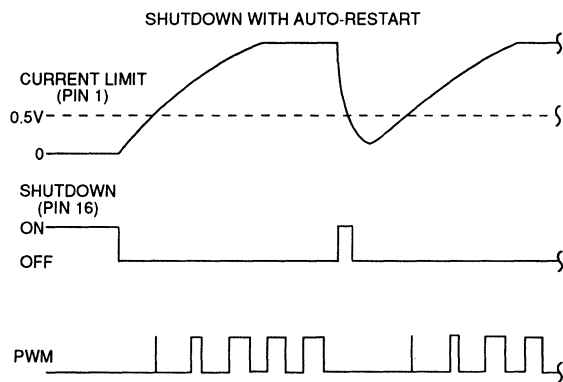 SHUTDOWN WITH AUTO-RESTART
CURRENT LIMIT
(PIN 1)
0.5V
0
SHUTDOWN
(PIN 16)
ON
OFF
PWM